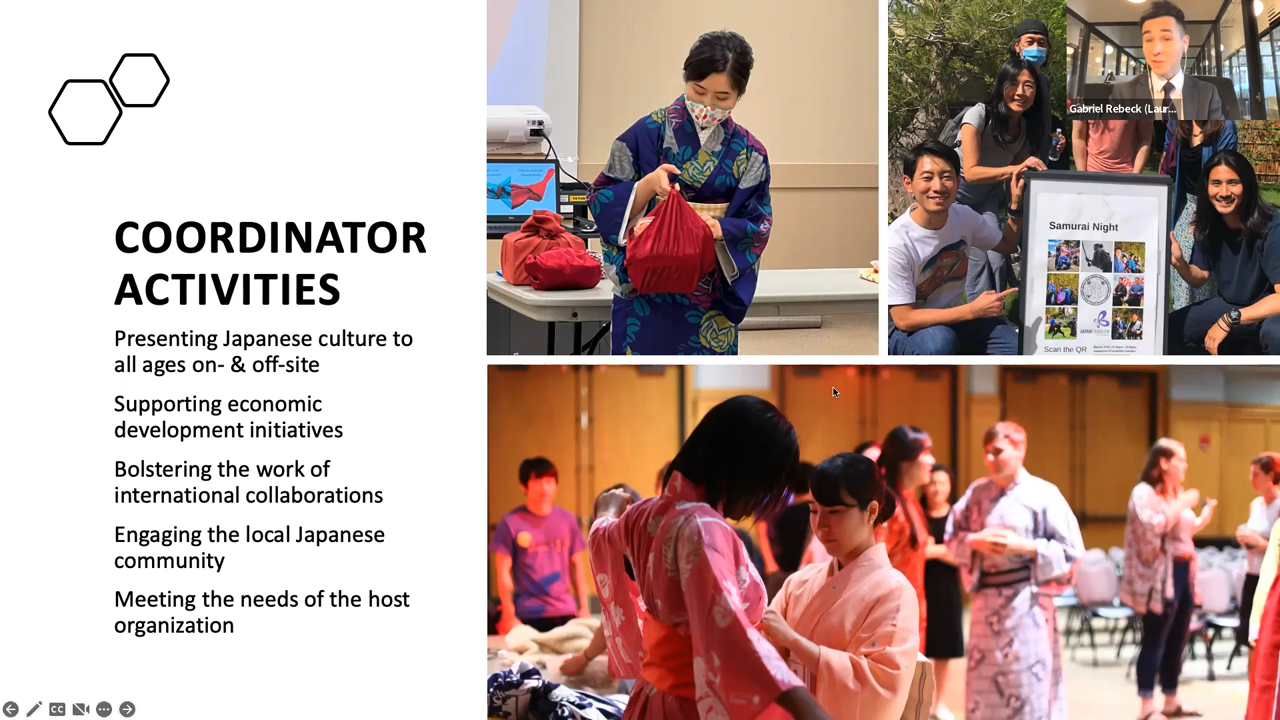 COORDINATOR
ACTIVITIES
Presenting Japanese culture to
all ages on- & off-site
Supporting economic
development initiatives
Bolstering the work of
international collaborations
Engaging the local Japanese
community
Meeting the needs of the host
organization
Gabriel Rebeck (Laur...
Samurai Night
Scan the QR
CC